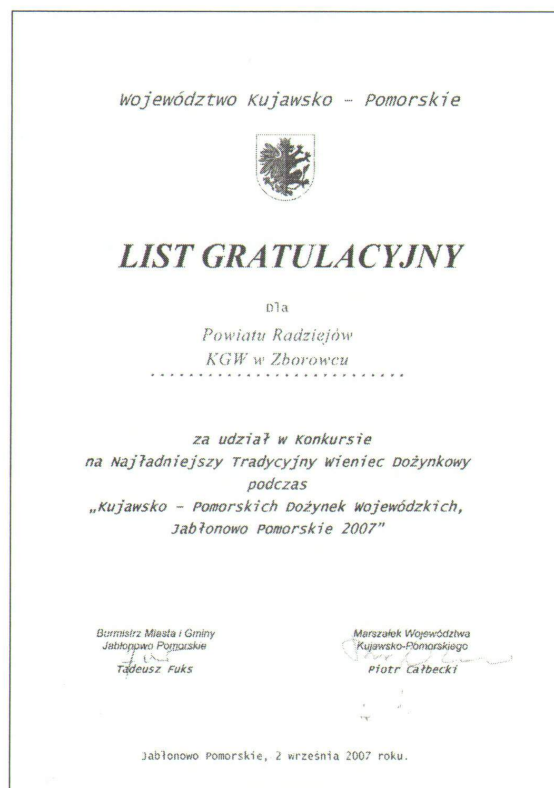 Województwo Kujawsko - Pomorskie
LIST GRATULACYJNY
Dla
Powiatu Radziejów
KGW w Zborowcu
za udział w Konkursie
na Najładniejszy Tradycyjny Wieniec Dożynkowy
podczas
„Kujawsko - Pomorskich Dożynek Wojewódzkich,
Jabłonowo Pomorskie 2007”
Burmistrz Miasta i Gminy
Jabłonowo Pomorskie
Tadeusz Fuks
Marszałek Województwa
Kujawsko-Pomorskiego
Piotr Całbecki
Jabłonowo Pomorskie, 2 września 2007 roku.